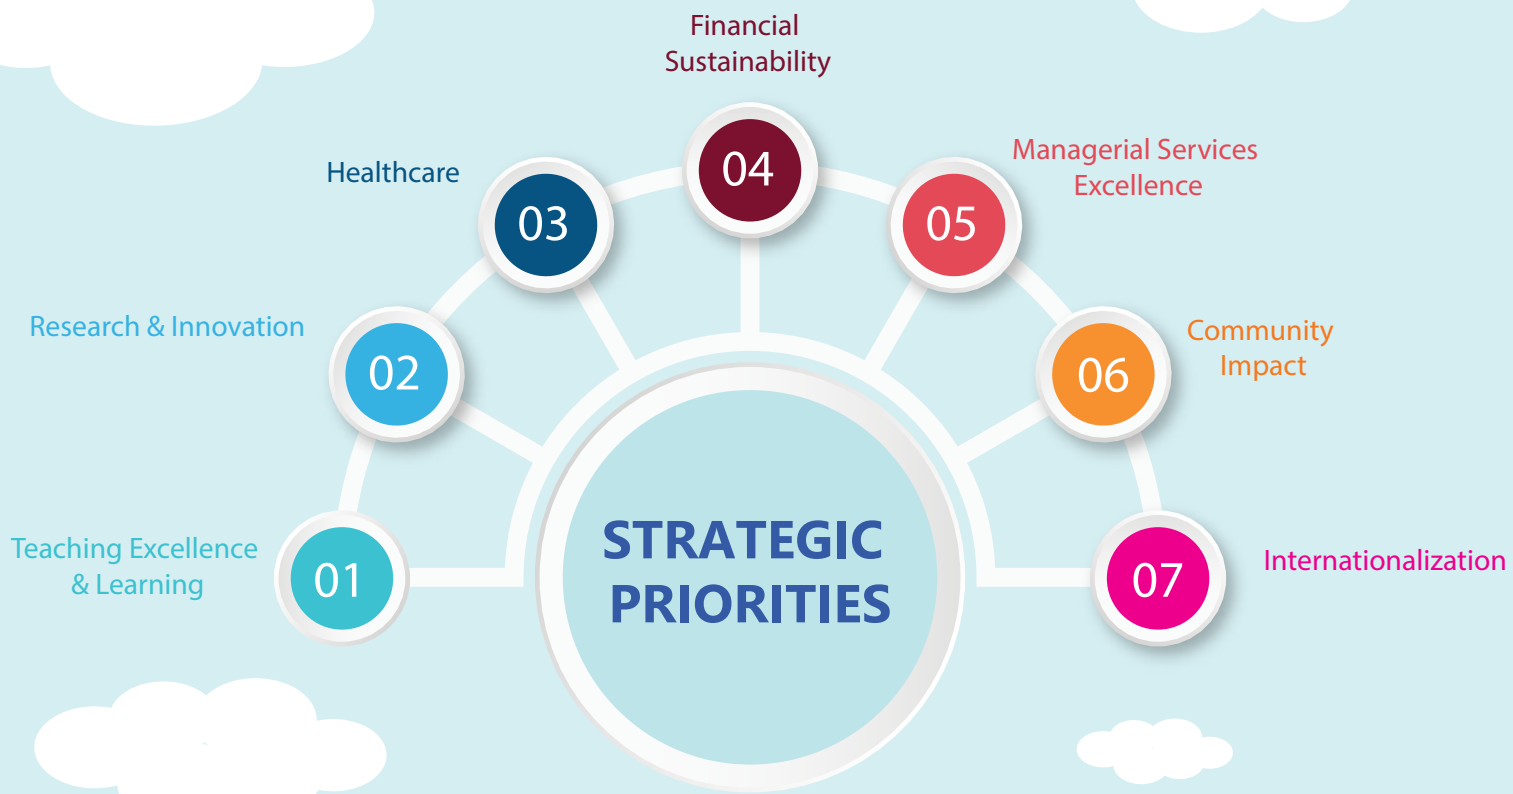 Teaching Excellence
& Learning
01
Research & Innovation
02
Healthcare
03
Financial
Sustainability
04
Managerial Services
Excellence
05
Community
Impact
06
Internationalization
07
STRATEGIC
PRIORITIES